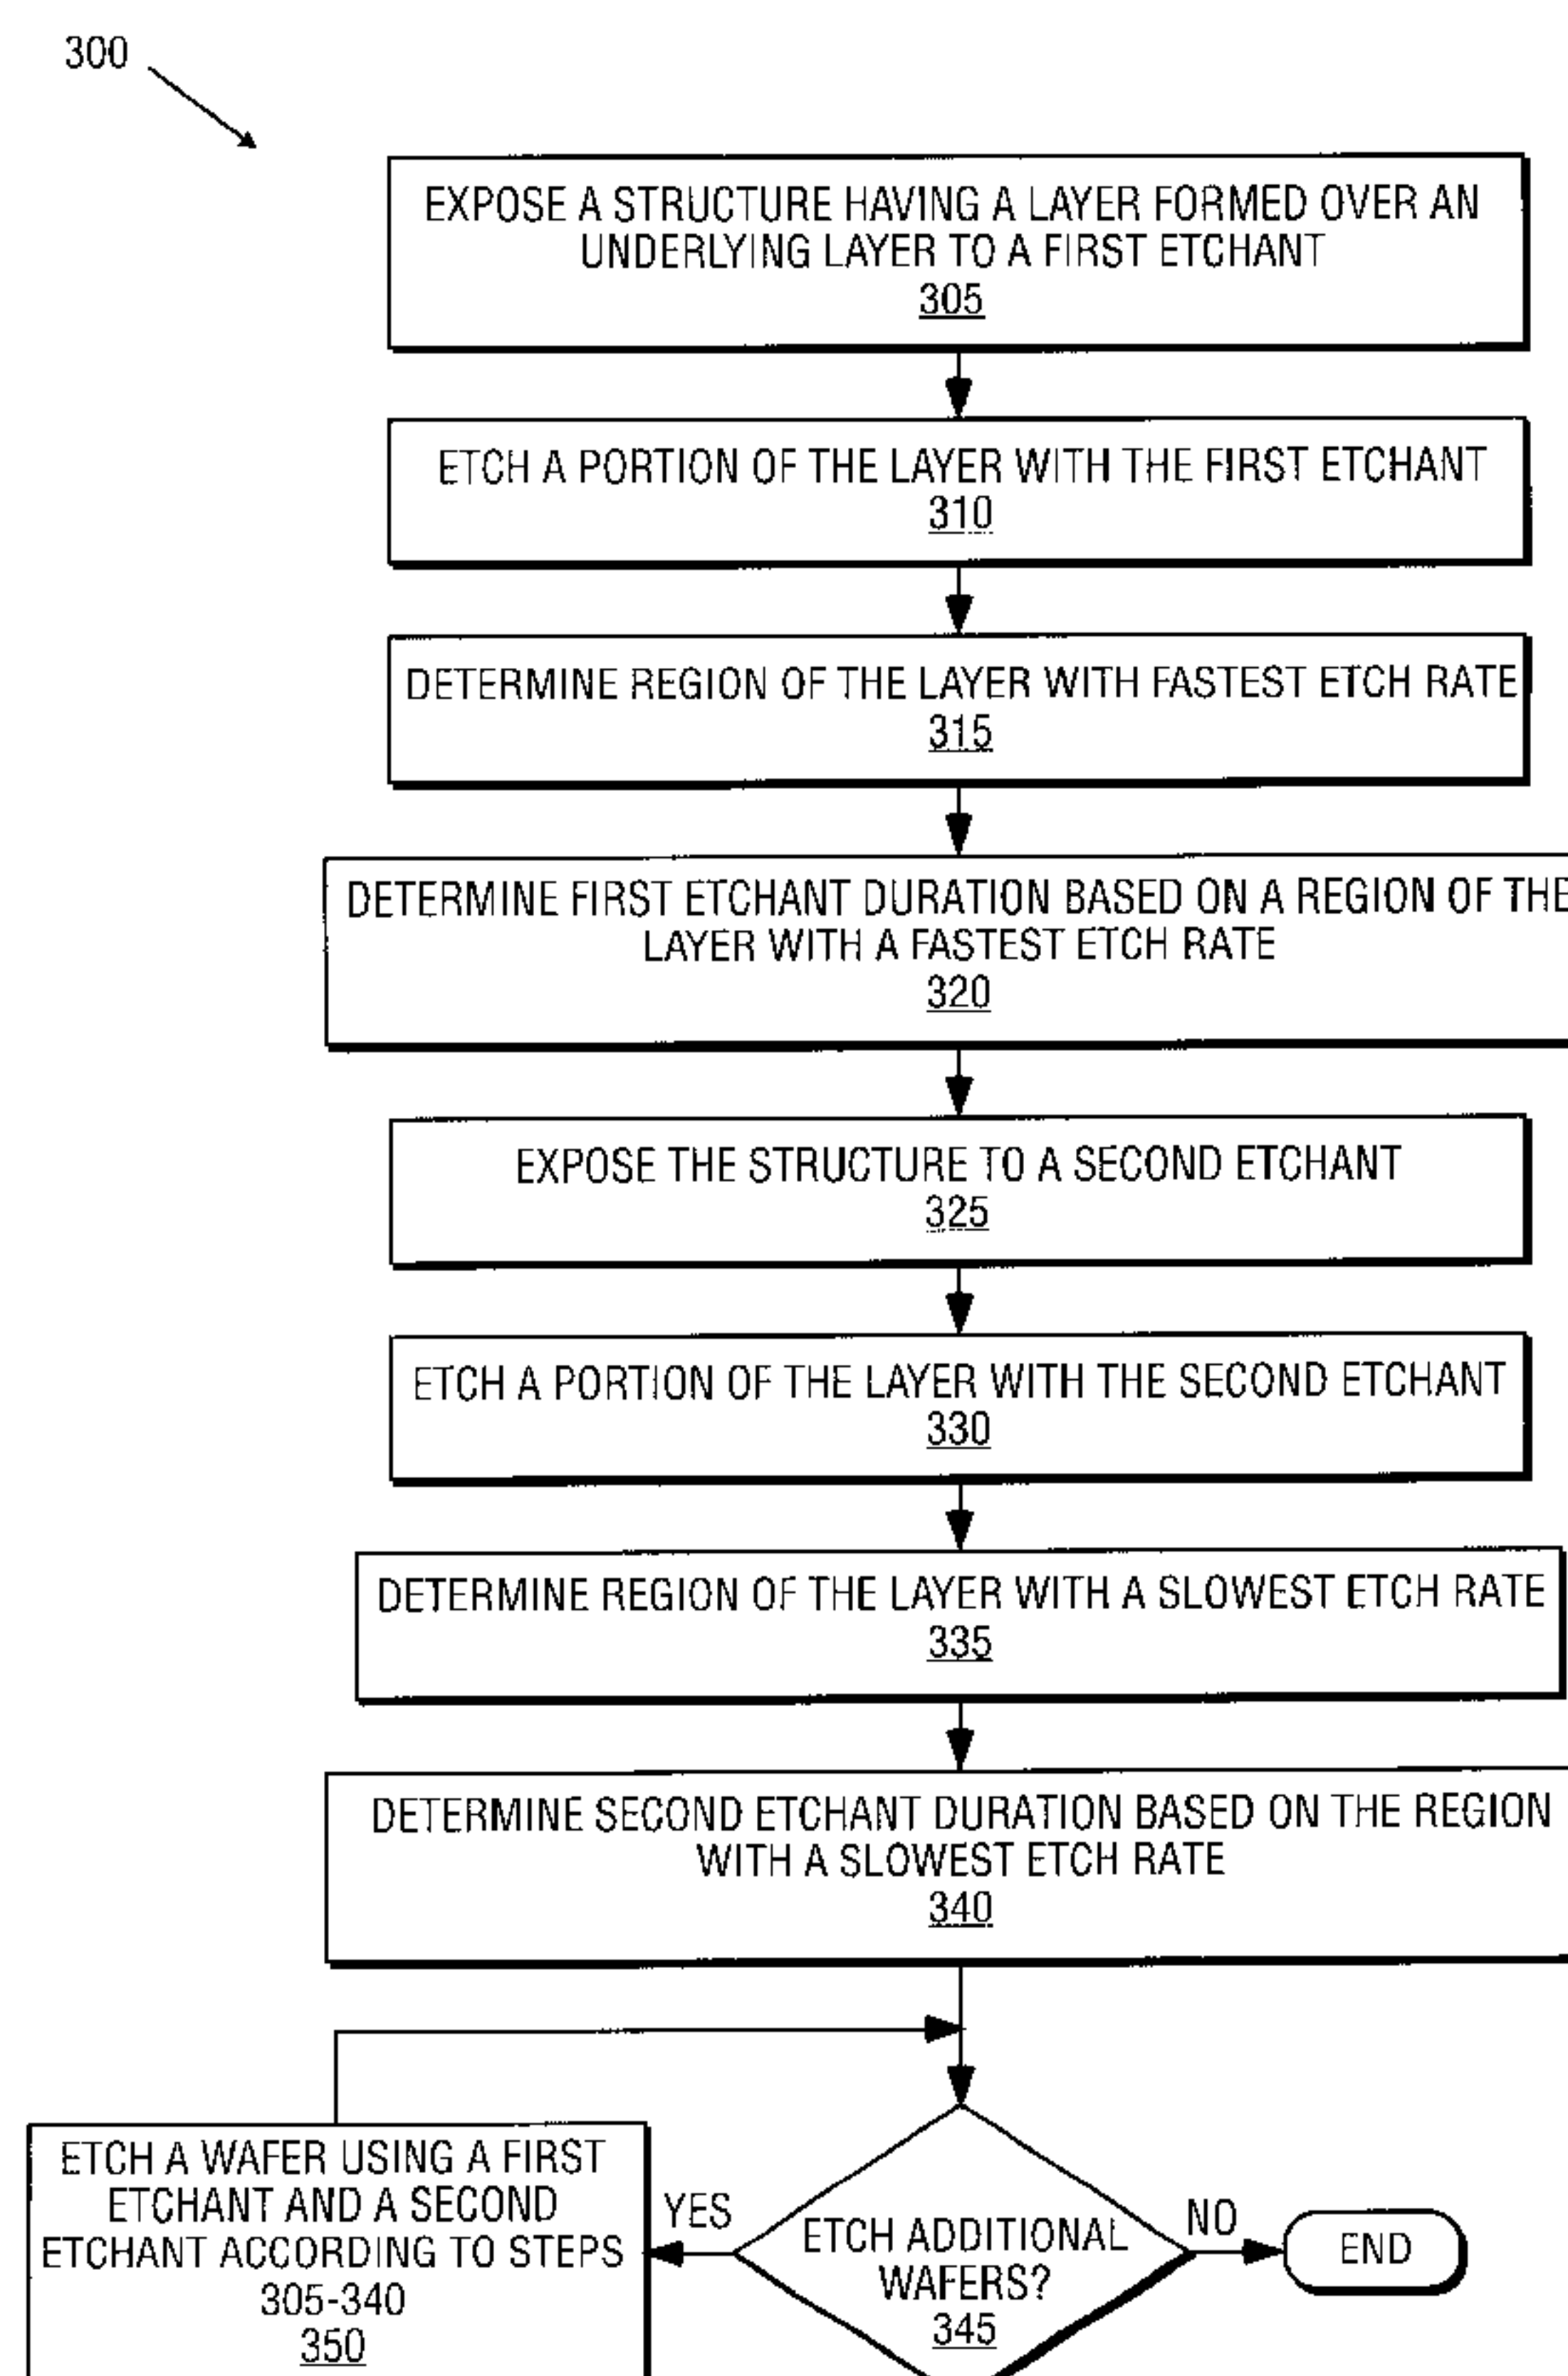 300
EXPOSE A STRUCTURE HAVING A LAYER FORMED OVER AN
UNDERLYING LAYER TO A FIRST ETCHANT
305
ETCH A PORTION OF THE LAYER WITH THE FIRST ETCHANT
310
DETERMINE REGION OF THE LAYER WITH FASTEST ETCH RATE
315
DETERMINE FIRST ETCHANT DURATION BASED ON A REGION OF THE
LAYER WITH A FASTEST ETCH RATE
320
EXPOSE THE STRUCTURE TO A SECOND ETCHANT
325
ETCH A PORTION OF THE LAYER WITH THE SECOND ETCHANT
330
DETERMINE REGION OF THE LAYER WITH A SLOWEST ETCH RATE
335
DETERMINE SECOND ETCHANT DURATION BASED ON THE REGION
WITH A SLOWEST ETCH RATE
340
ETCH A WAFER USING A FIRST
ETCHANT AND A SECOND
ETCHANT ACCORDING TO STEPS
305-340
350
YES
ETCH ADDITIONAL
WAFERS?
345
NO
END